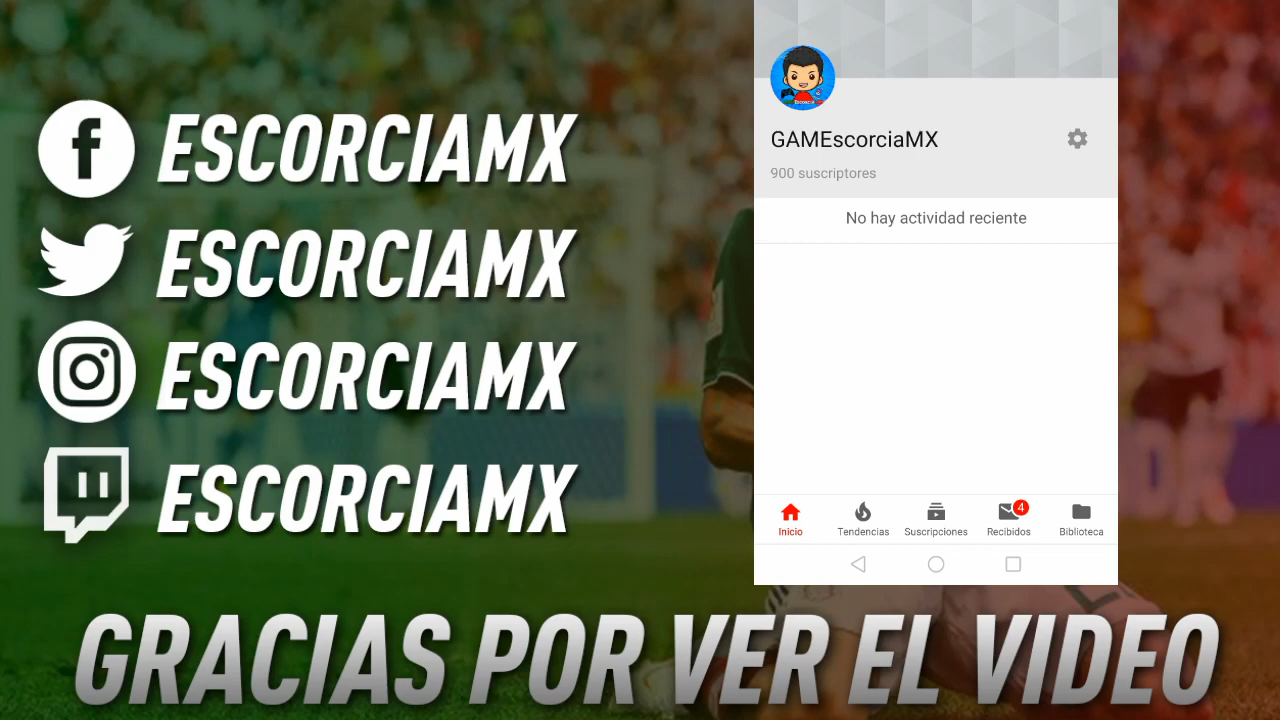 ESCORCIAMX
ESCORCIAMX
ESCORCIAMX
ESCORCIAMX
GAMEscorciaMX
900 suscriptores
No hay actividad reciente
4
Inicio
Tendencias
Suscripciones
Recibidos
Biblioteca
GRACIAS POR VER EL VIDEO